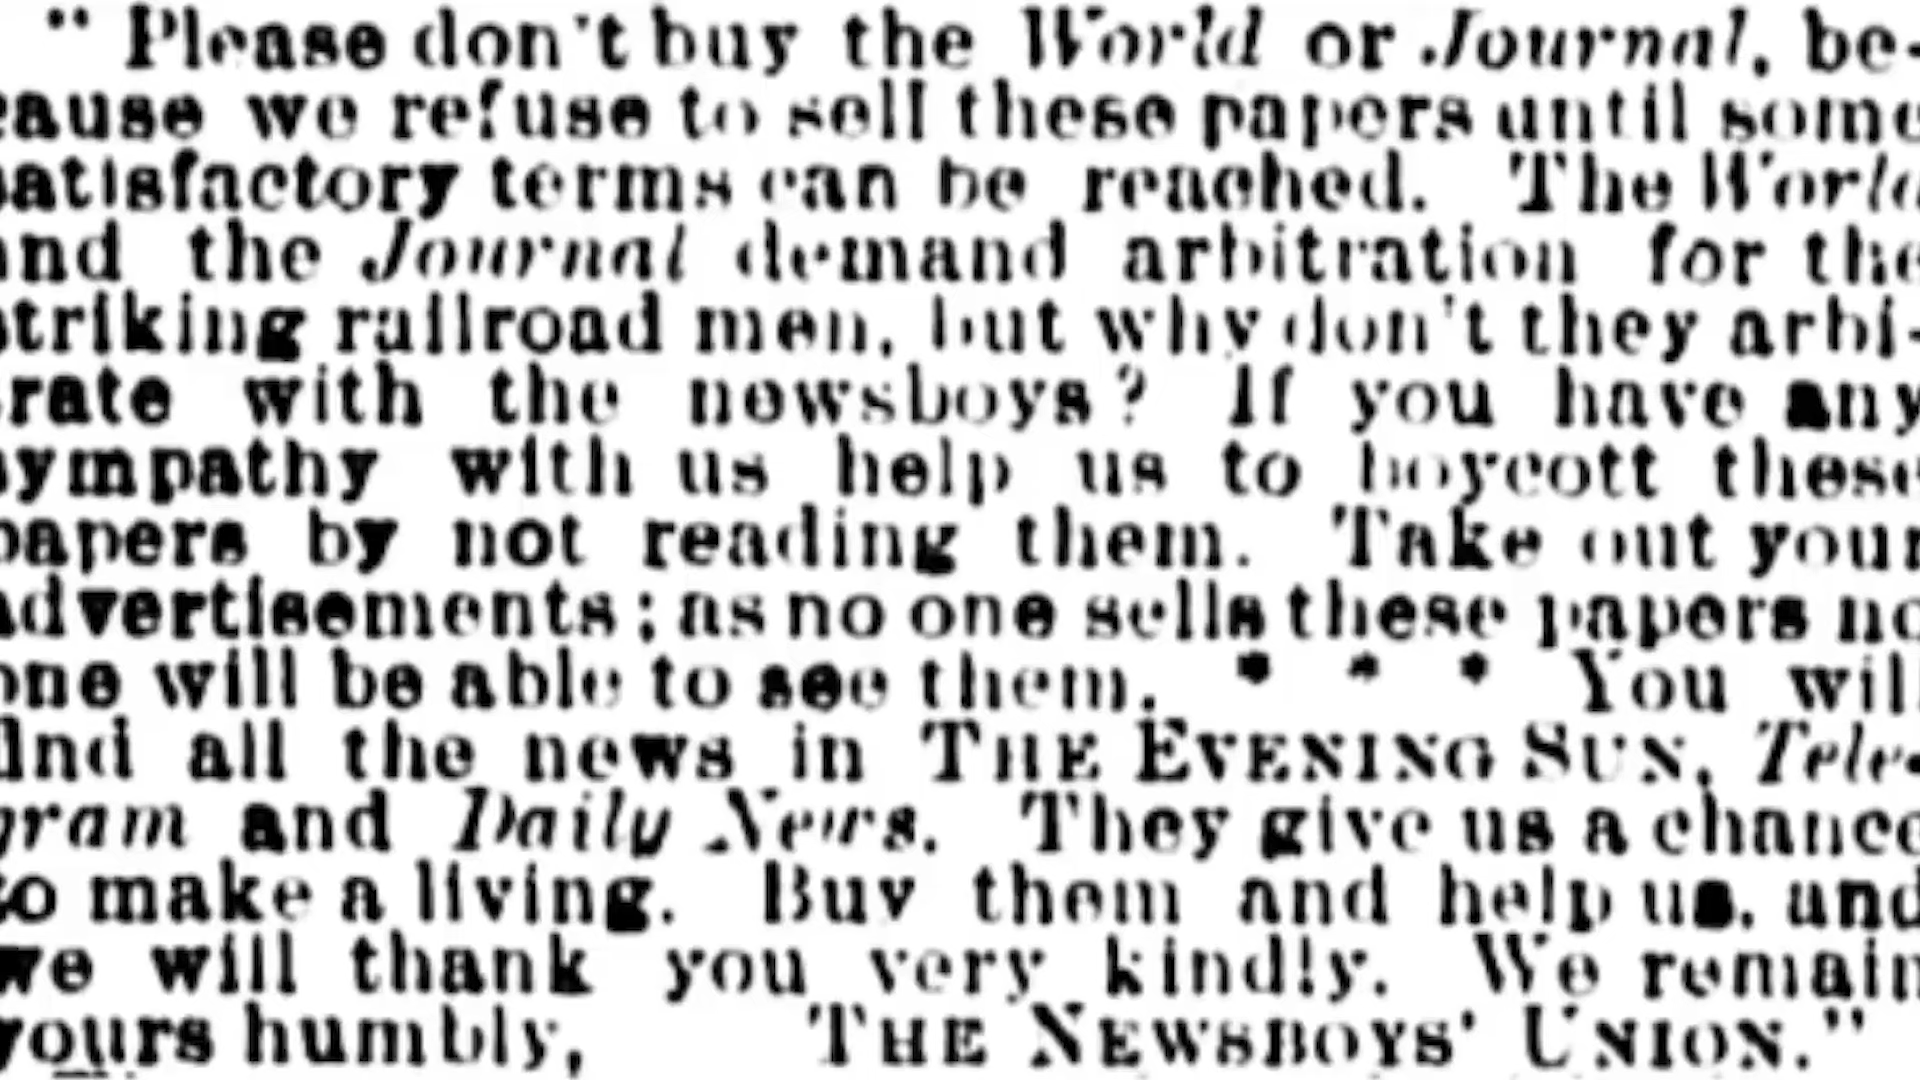 " Please don't buy the World or Journal, be-
cause we refuse to sell these papers until some
satisfactory terms can be reached. The World
and the Journal demand arbitration for the
striking railroad men, but why don't they arbi-
trate with the newsboys? If you have any
sympathy with us help us to boycott these
papers by not reading them. Take out your
advertisements; as no one sells these papers no
one will be able to see them. * * * You will
find all the news in THE EVENING SUN, Tele-
gram and Daily News. They give us a chance
to make a living. Buy them and help us, and
we will thank you very kindly. We remain
yours humbly, THE NEWSBOYS' UNION."